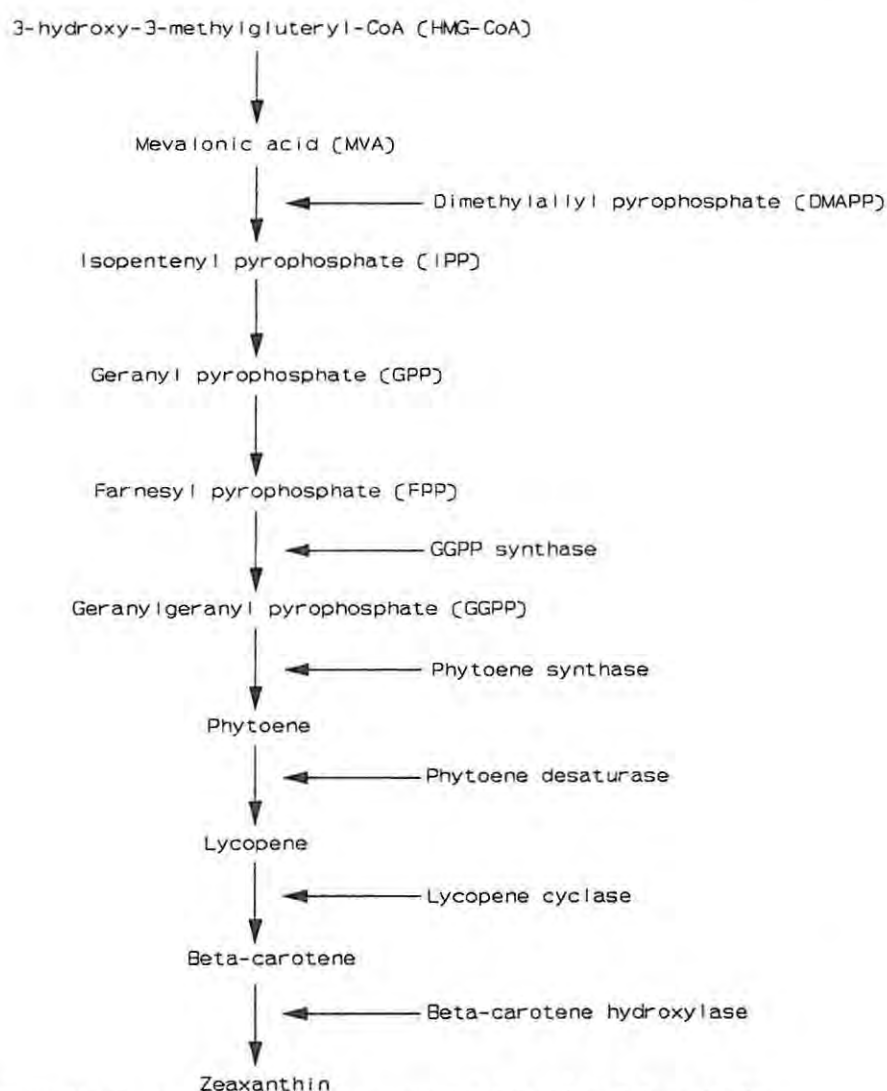 3-hydroxy-3-methylgluteryl-CoA (HMG-CoA)
Mevalonic acid (MVA)
Dimethylallyl pyrophosphate (DMAPP)
Isopentenyl pyrophosphate (IPP)
Geranyl pyrophosphate (GPP)
Farnesyl pyrophosphate (FPP)
GGPP synthase
Geranylgeranyl pyrophosphate (GGPP)
Phytoene synthase
Phytoene
Phytoene desaturase
Lycopene
Lycopene cyclase
Beta-carotene
Beta-carotene hydroxylase
Zeaxanthin